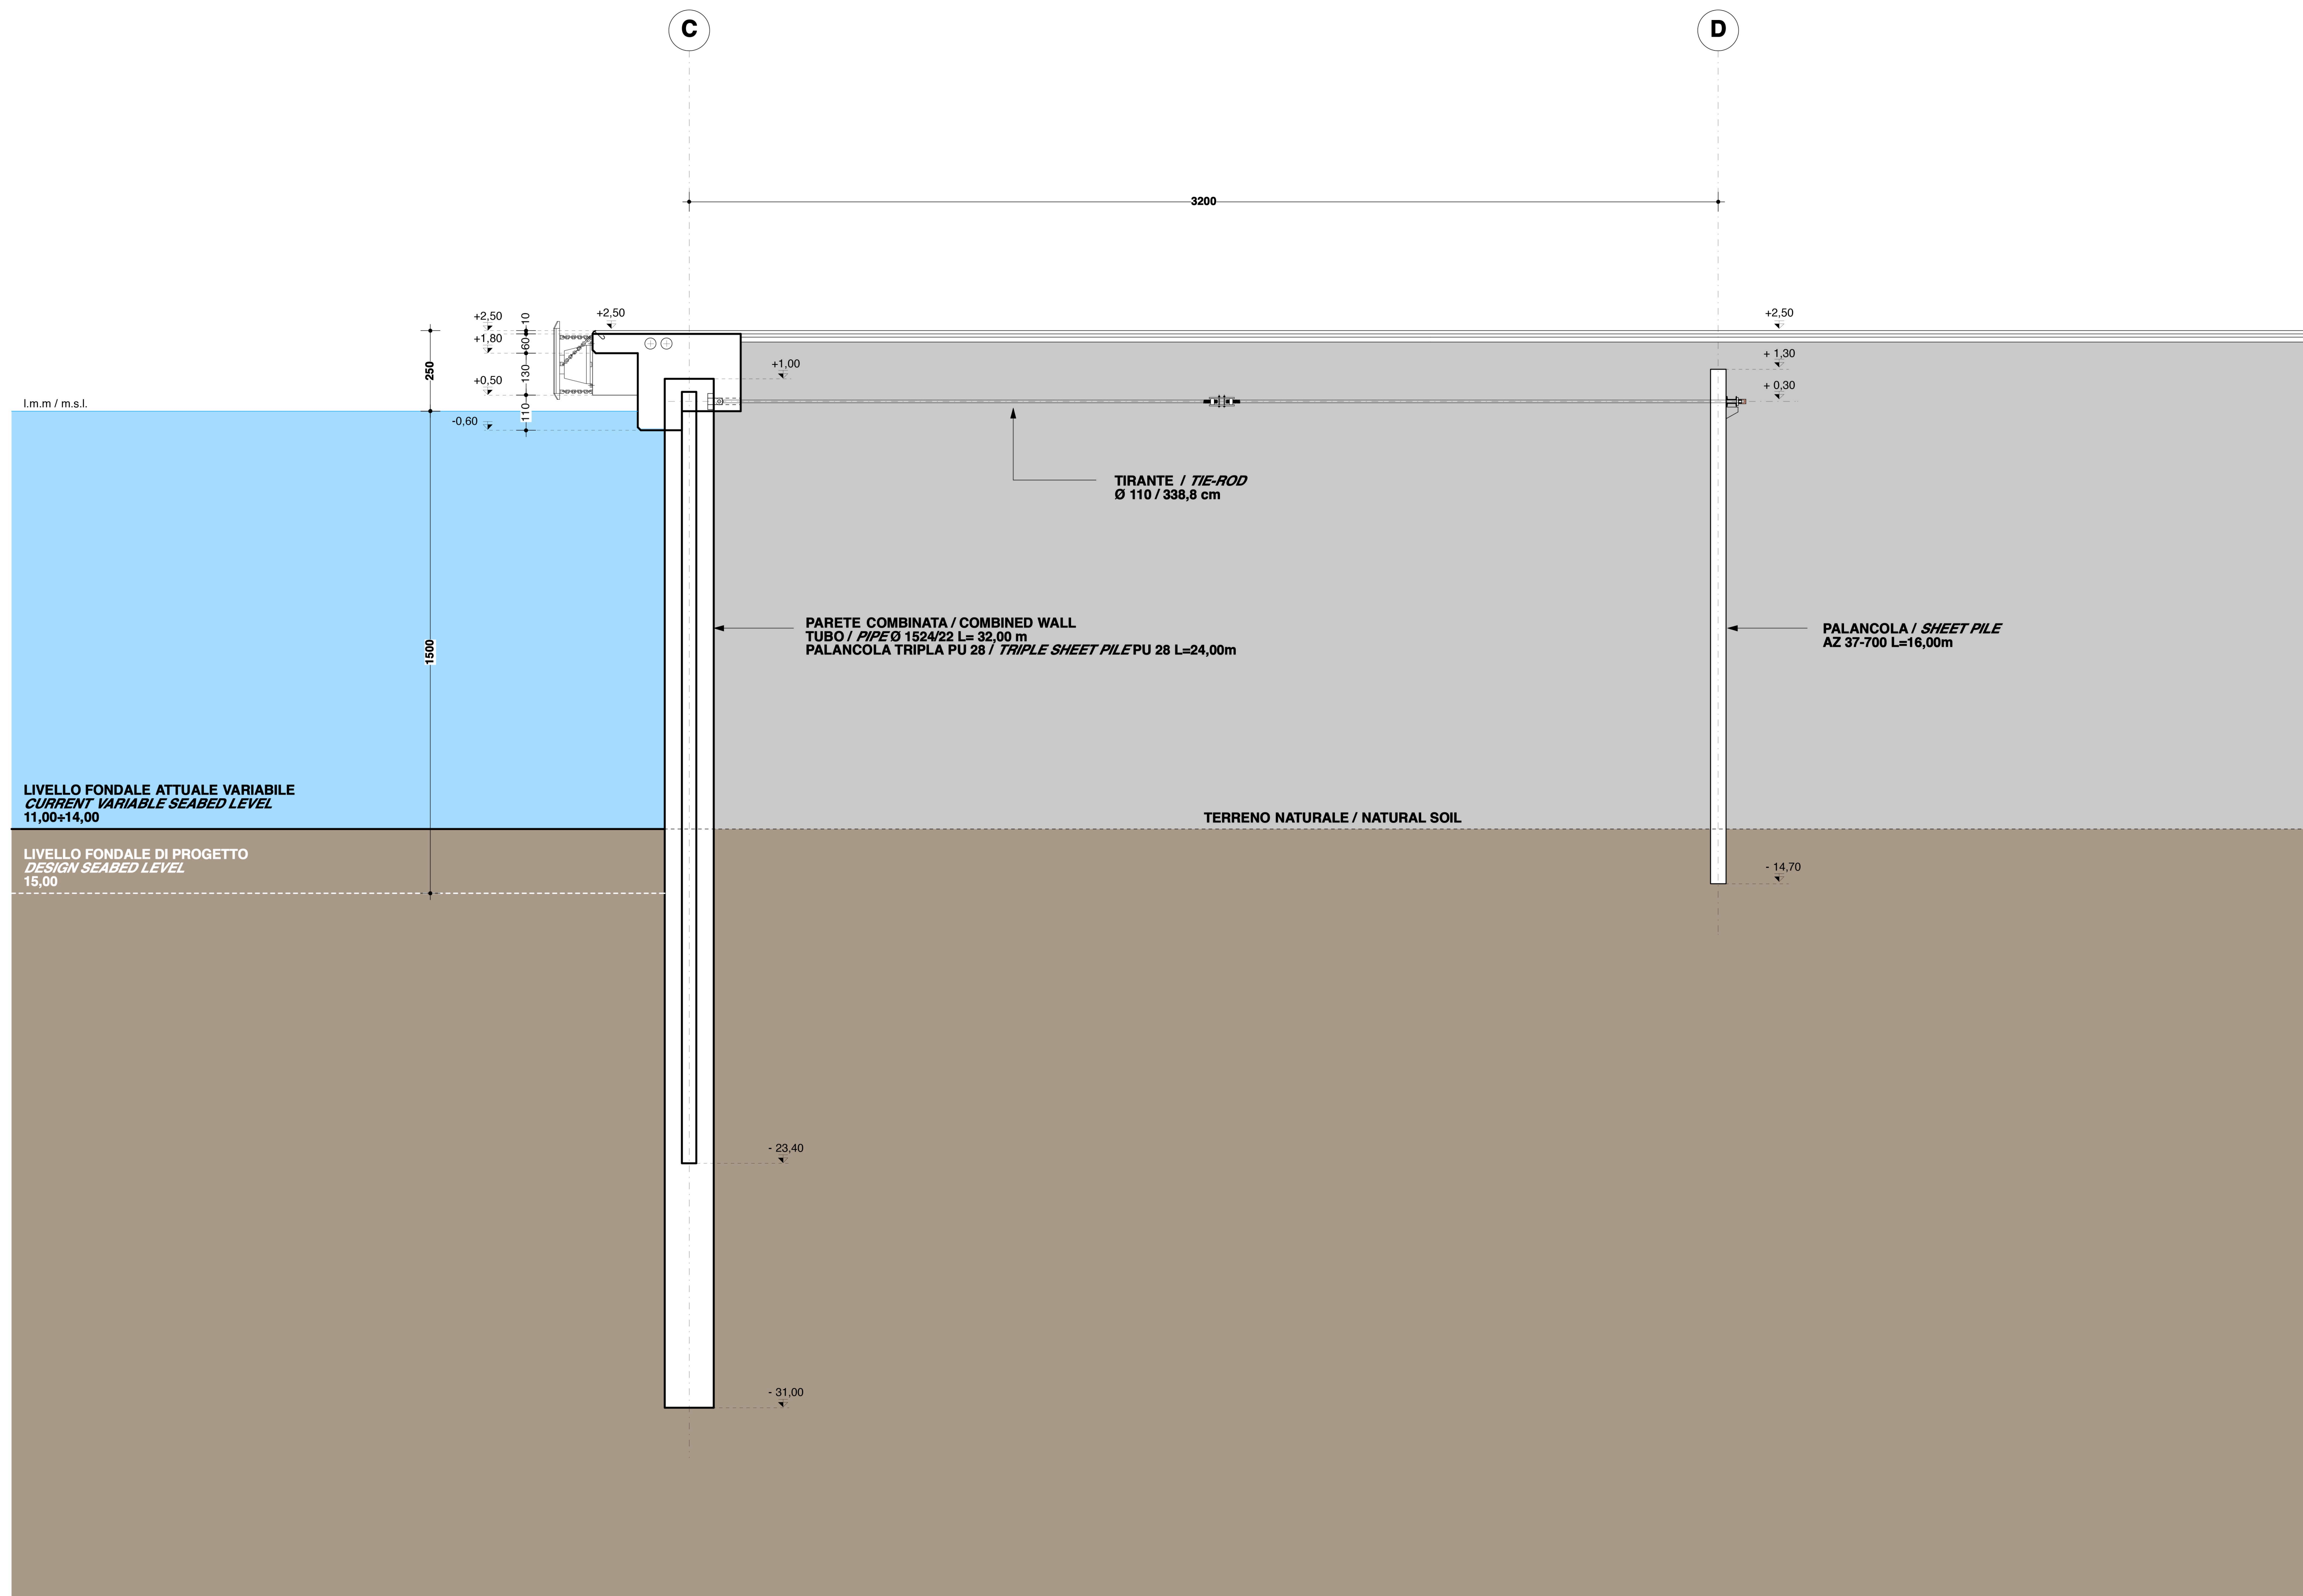 C
D
3200
+2,50
10
+2,50
+2,50
+1,80
60
+1,00
+ 1,30
250
130
+0,50
+ 0,30
l.m.m / m.s.l.
110
-0,60
TIRANTE / TIE-ROD
Ø 110 / 338,8 cm
1500
PARETE COMBINATA / COMBINED WALL
TUBO / PIPE Ø 1524/22 L= 32,00 m
PALANCOLA TRIPLA PU 28 / TRIPLE SHEET PILE PU 28 L=24,00m
PALANCOLA / SHEET PILE
AZ 37-700 L=16,00m
LIVELLO FONDALE ATTUALE VARIABILE
CURRENT VARIABLE SEABED LEVEL
11,00÷14,00
TERRENO NATURALE / NATURAL SOIL
LIVELLO FONDALE DI PROGETTO
DESIGN SEABED LEVEL
15,00
- 14,70
- 23,40
- 31,00